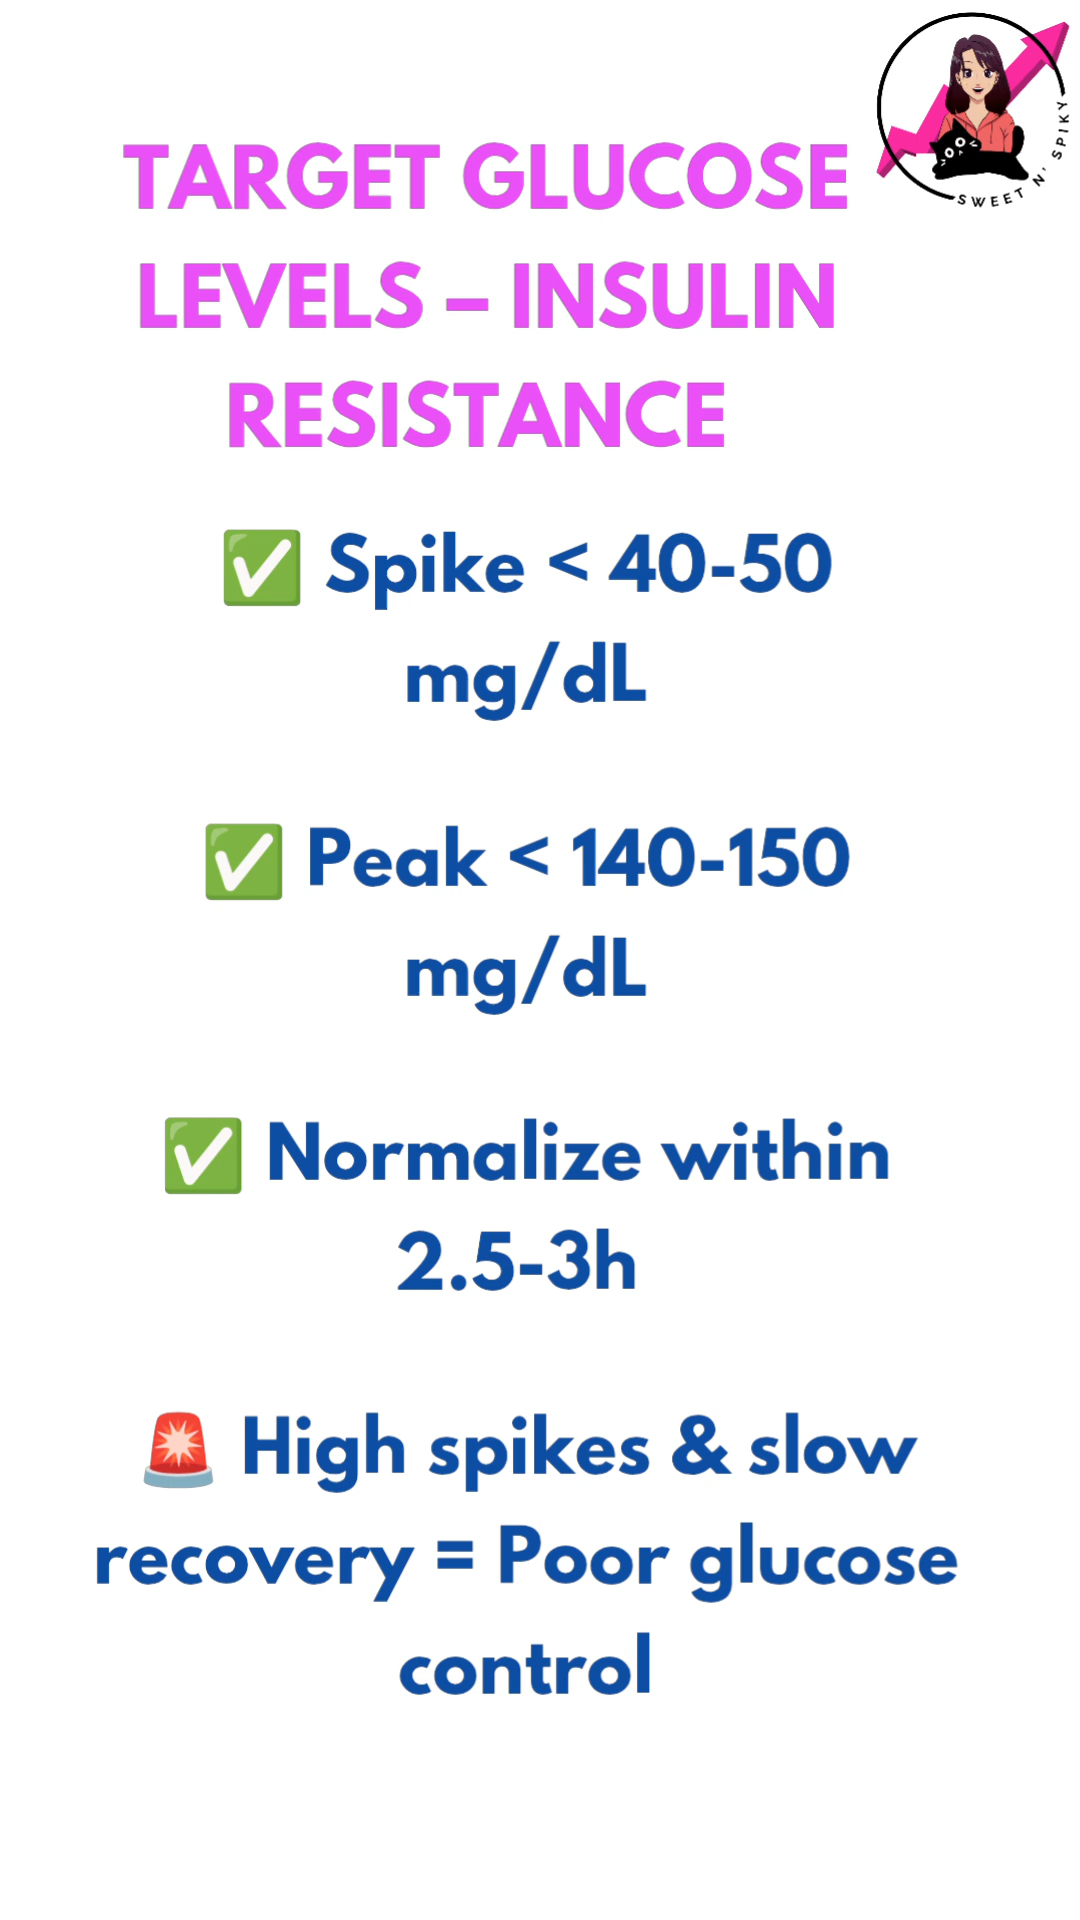 SWEET N' SPIKY
TARGET GLUCOSE
LEVELS – INSULIN
RESISTANCE
✅ Spike < 40-50
mg/dL
✅ Peak < 140-150
mg/dL
✅ Normalize within
2.5-3h
🚨 High spikes & slow
recovery = Poor glucose
control